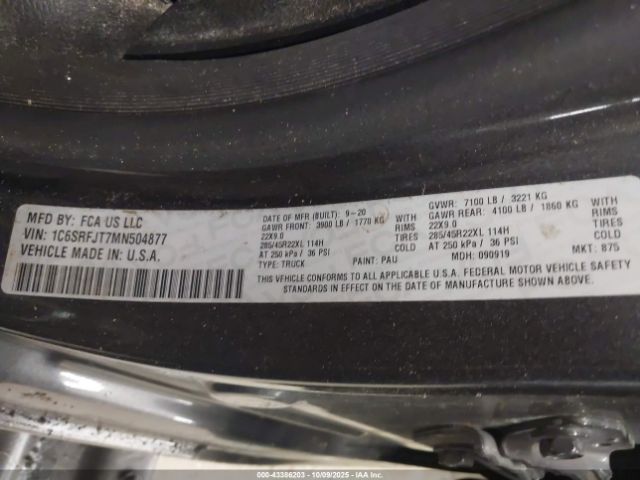 MFD BY: FCA US LLC
VIN: 1C6SRFJT7MN504877
VEHICLE MADE IN: U.S.A.
DATE OF MFR (BUILT): 9-20
GAWR FRONT: 3900 LB / 1770 KG
22X9.0 RIMS
285/45R22XL 114H TIRES
AT 250 kPa / 36 PSI COLD
TYPE: TRUCK PAINT: PAU
GVWR: 7100 LB / 3221 KG
GAWR REAR: 4100 LB / 1860 KG
22X9.0 RIMS
285/45R22XL 114H TIRES
AT 250 kPa / 36 PSI COLD
MDH: 090919 MKT: 875
THIS VEHICLE CONFORMS TO ALL APPLICABLE U.S.A. FEDERAL MOTOR VEHICLE SAFETY
STANDARDS IN EFFECT ON THE DATE OF MANUFACTURE SHOWN ABOVE.
000-43386203 - 10/09/2025 - COPART USA